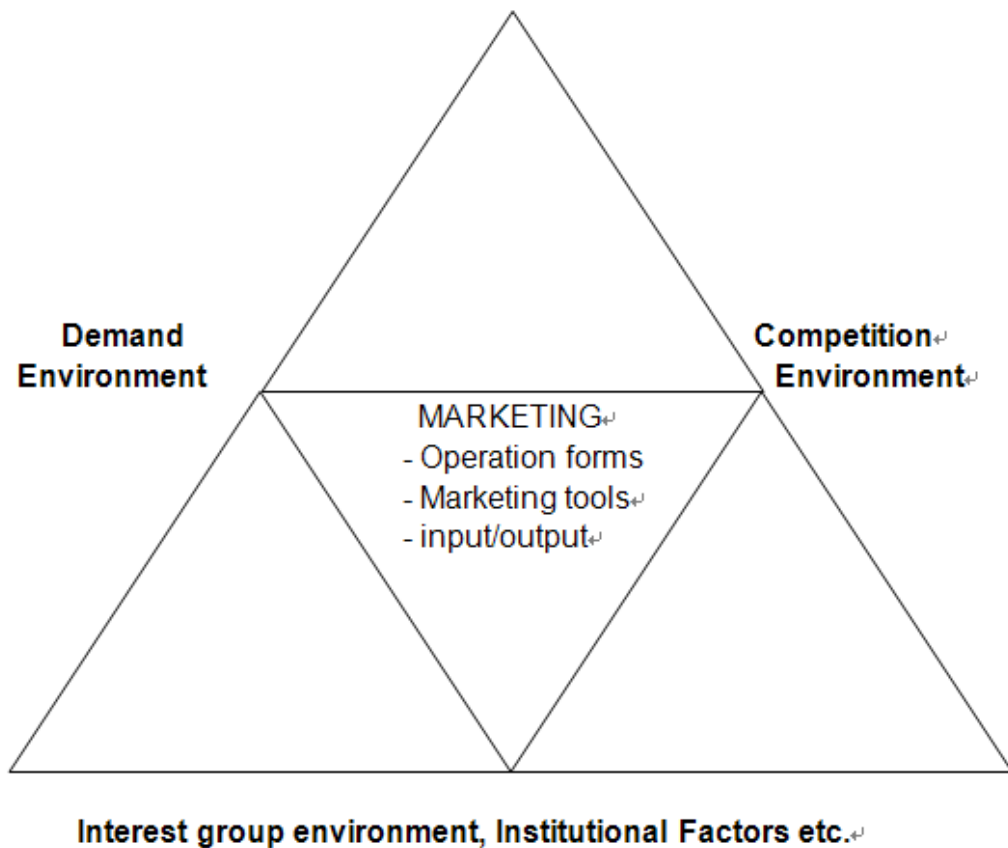 Demand
Environment
Competition↵
Environment↵
MARKETING↵
- Operation forms
- Marketing tools↵
- input/output↵
Interest group environment, Institutional Factors etc.↵